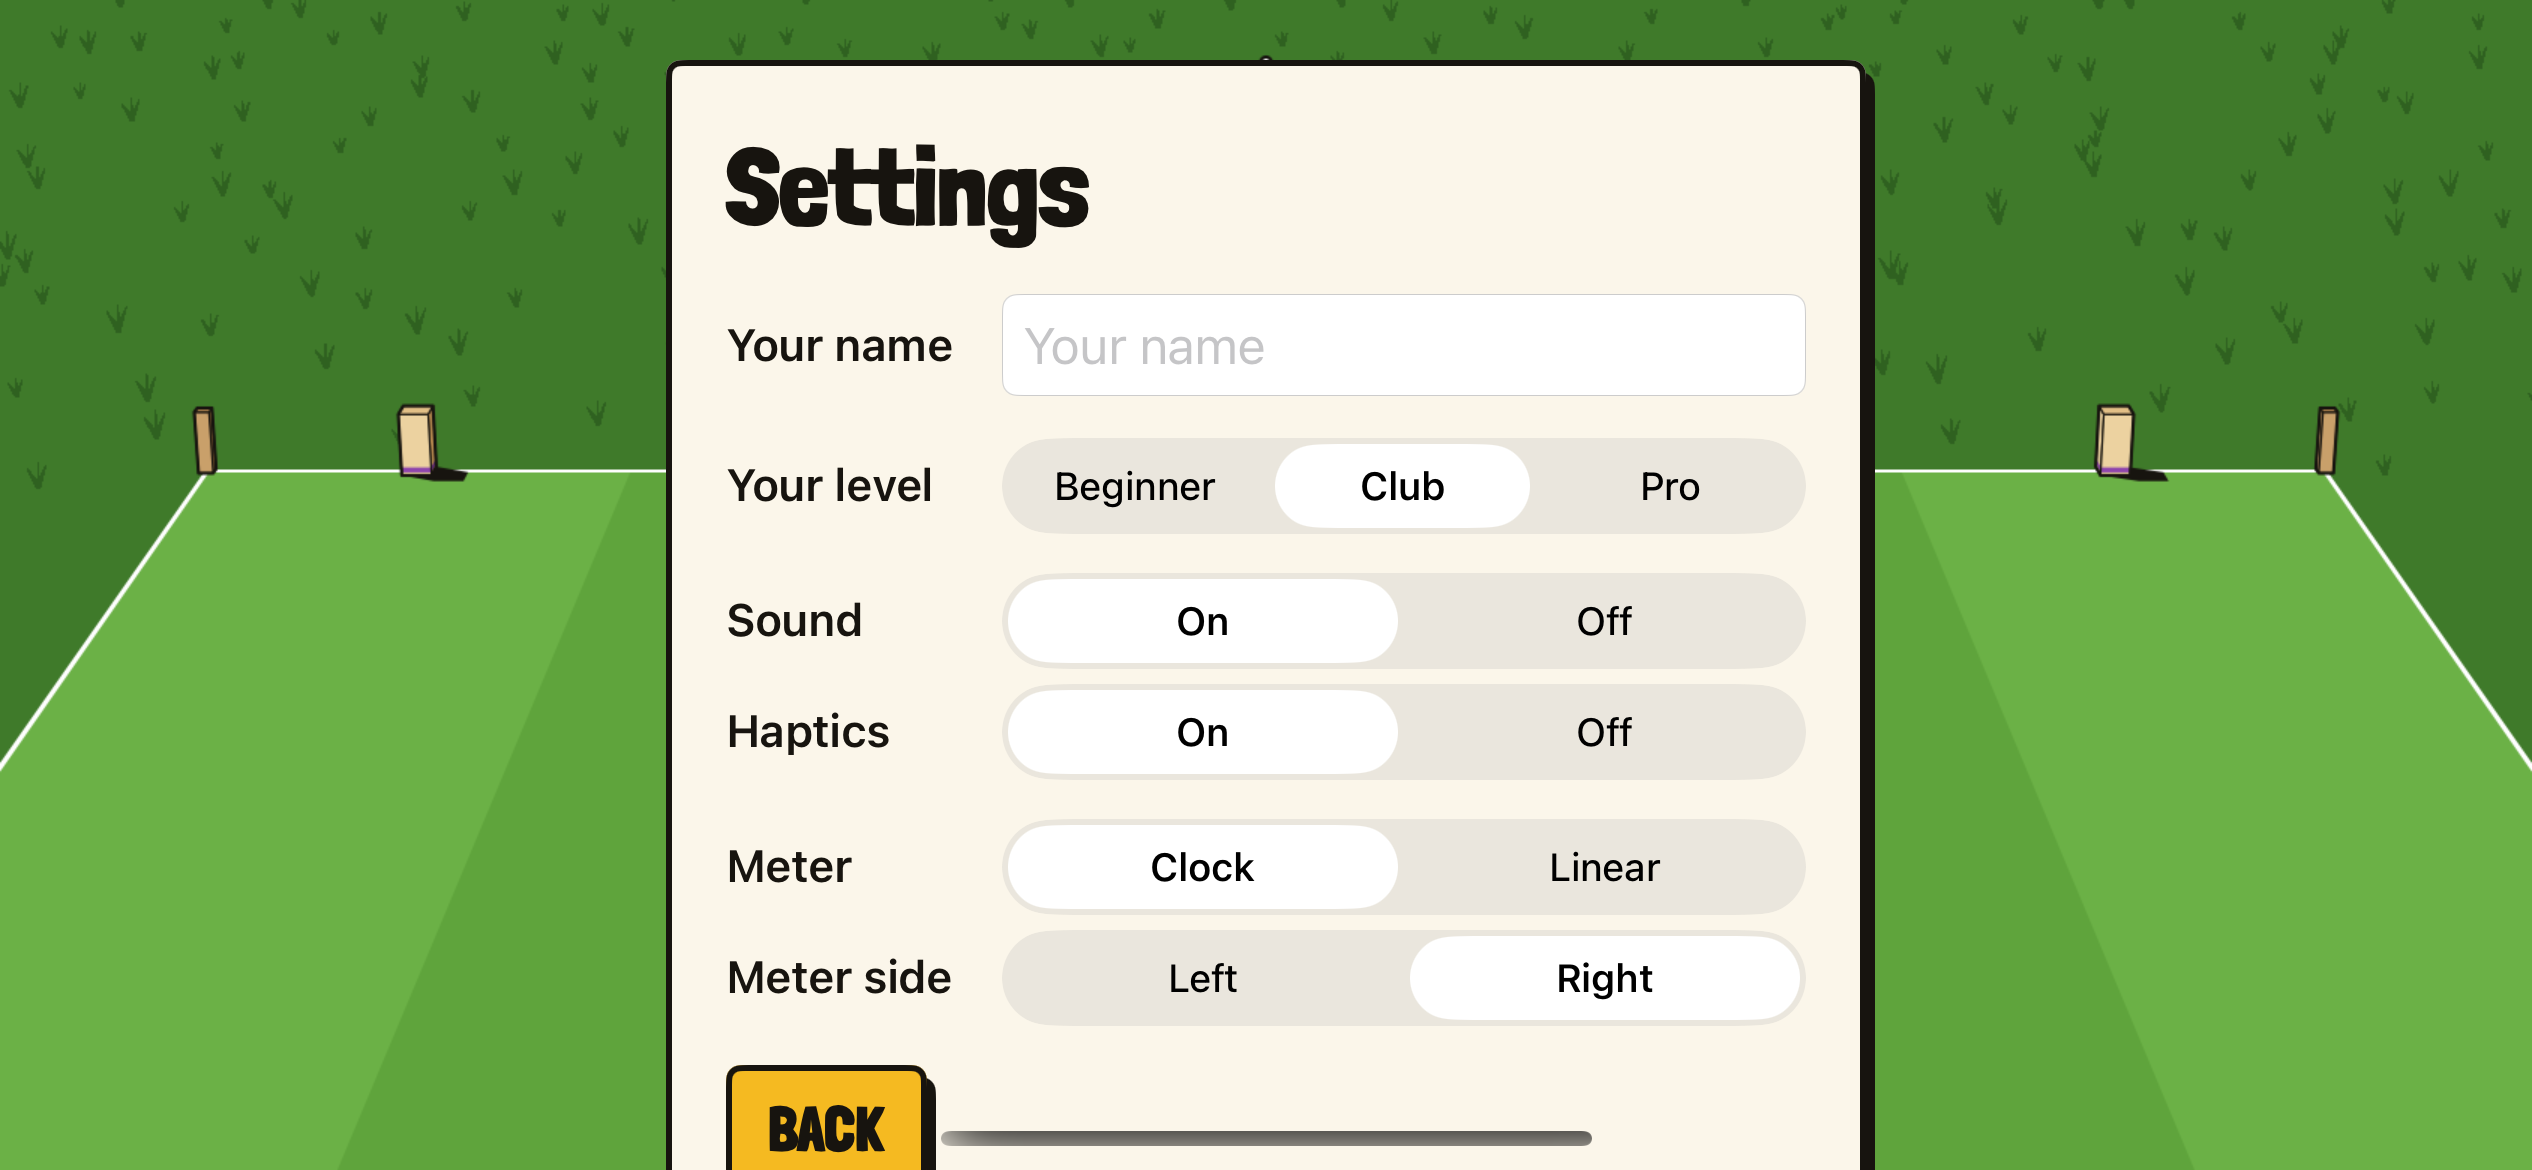 Settings
Your name Your name
Your level Beginner Club Pro
Sound On Off
Haptics On Off
Meter Clock Linear
Meter side Left Right
BACK